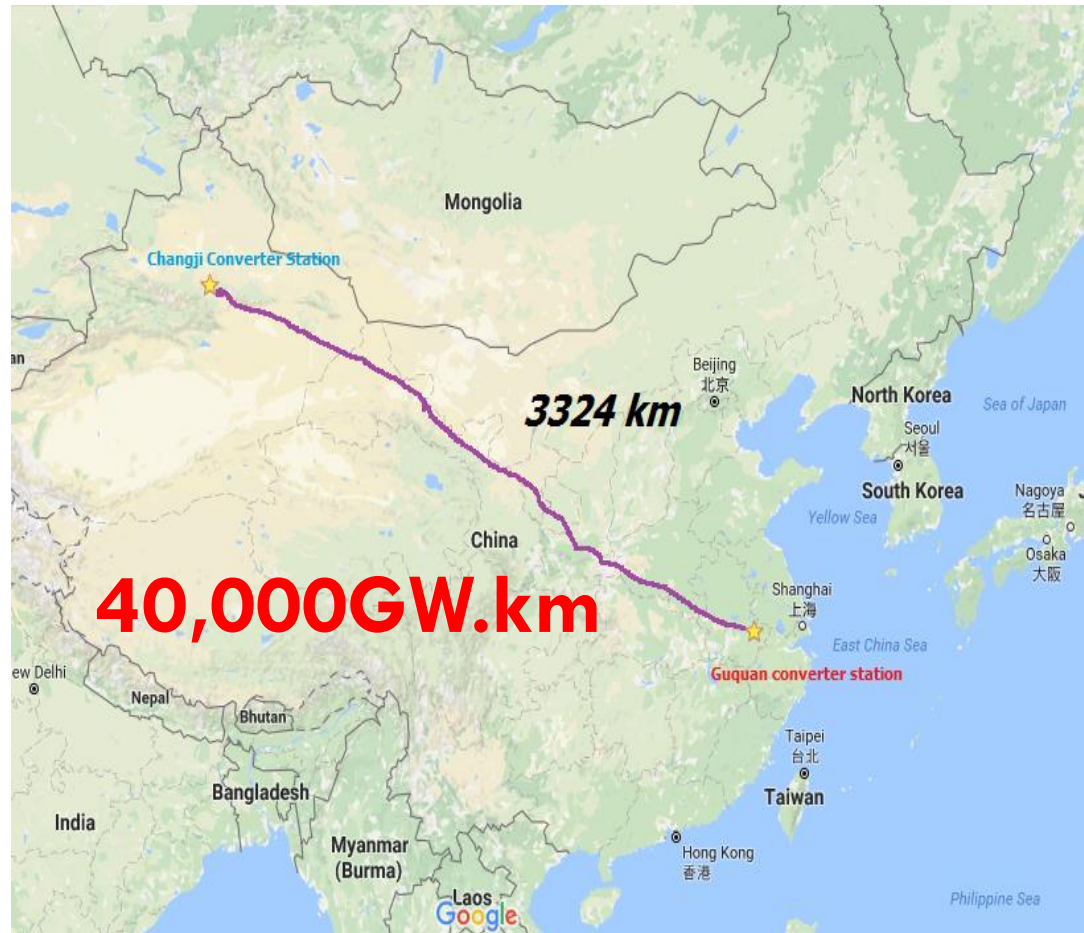 Mongolia
Changji Converter Station
an
Beijing
北京
3324 km
North Korea
Sea of Japan
Seoul
서울
South Korea
Nagoya
名古屋
J
Yellow Sea
Osaka
大阪
China
40,000GW.km
Shanghai
上海
East China Sea
ew Delhi
Guquan converter station
Nepal
Bhutan
Taipei
台北
Bangladesh
Taiwan
India
Myanmar
(Burma)
Hong Kong
香港
Laos
Google
Philippine Sea